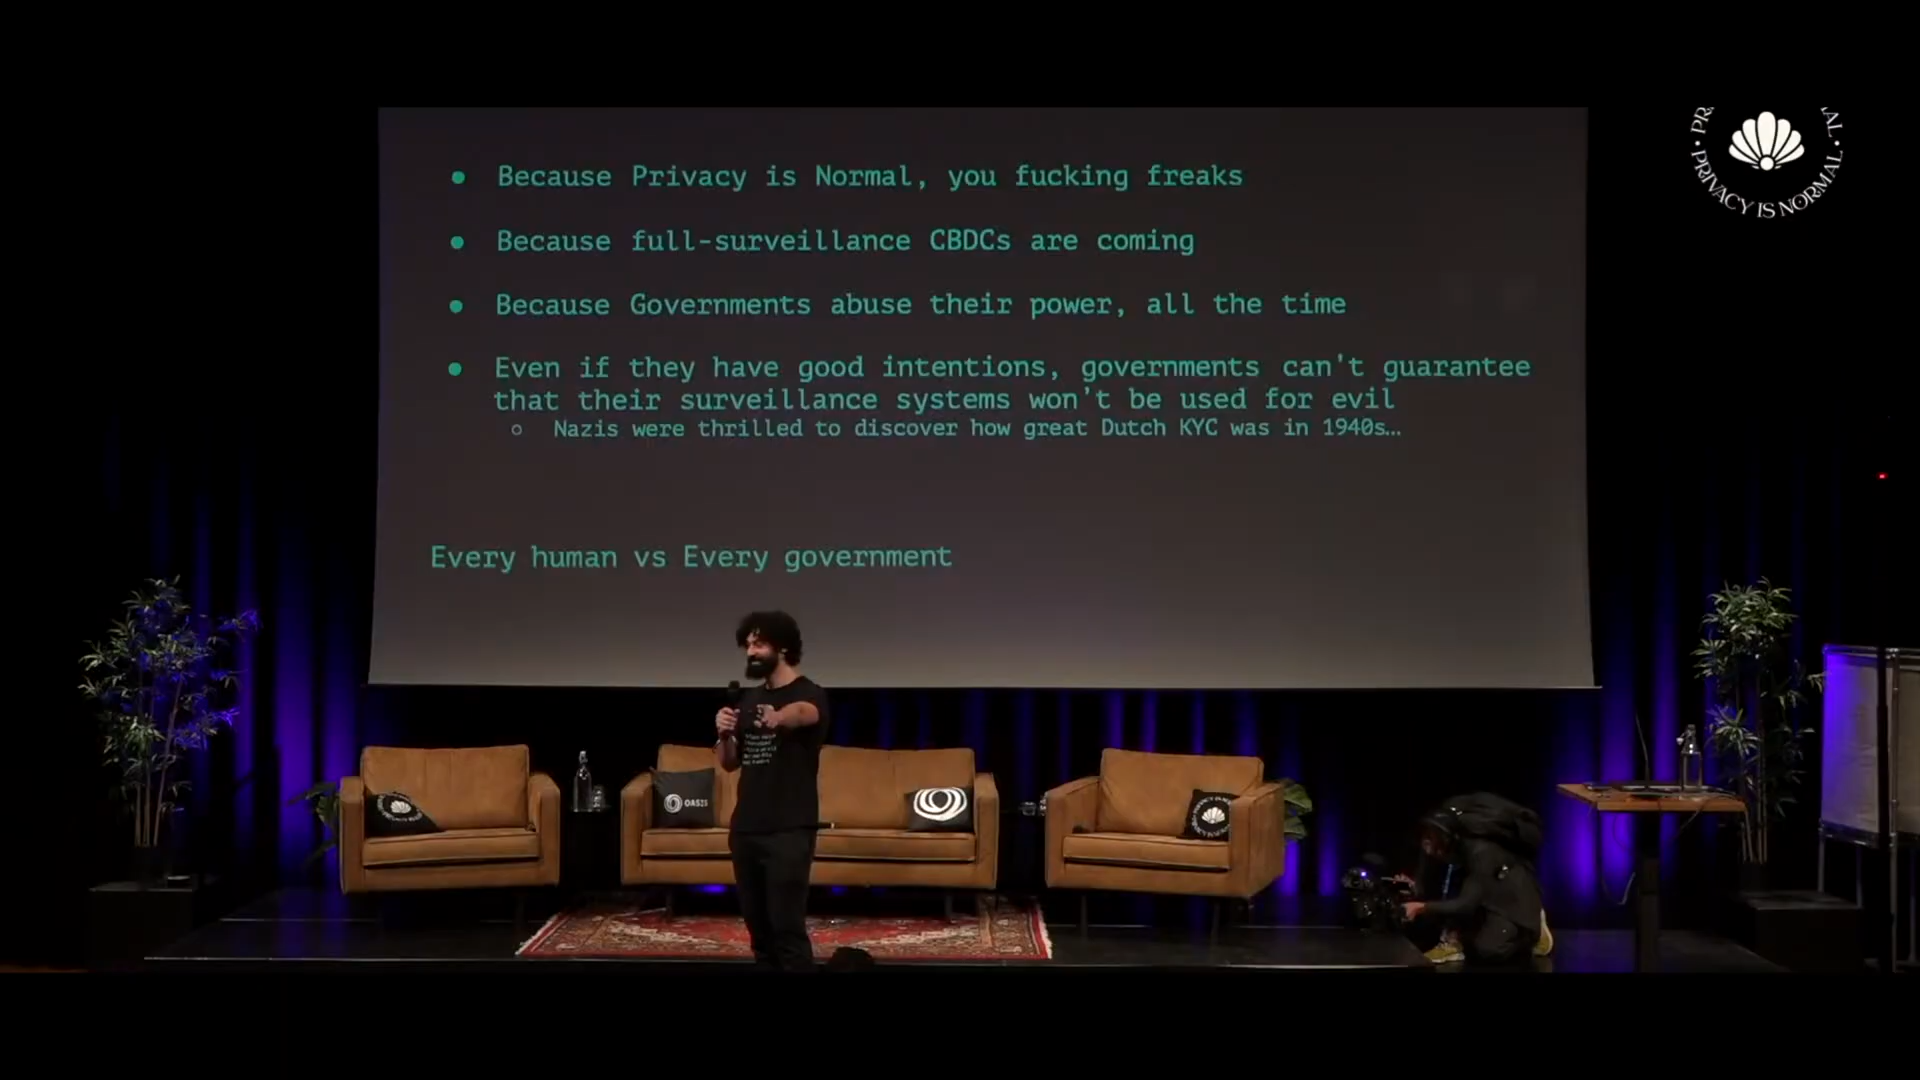 Because Privacy is Normal, you fucking freaks
Because full-surveillance CBDCs are coming
Because Governments abuse their power, all the time
Even if they have good intentions, governments can't guarantee
that their surveillance systems won't be used for evil
Nazis were thrilled to discover how great Dutch KYC was in 1940s…
Every human vs Every government
PRIVACY IS NORMAL
OASIS